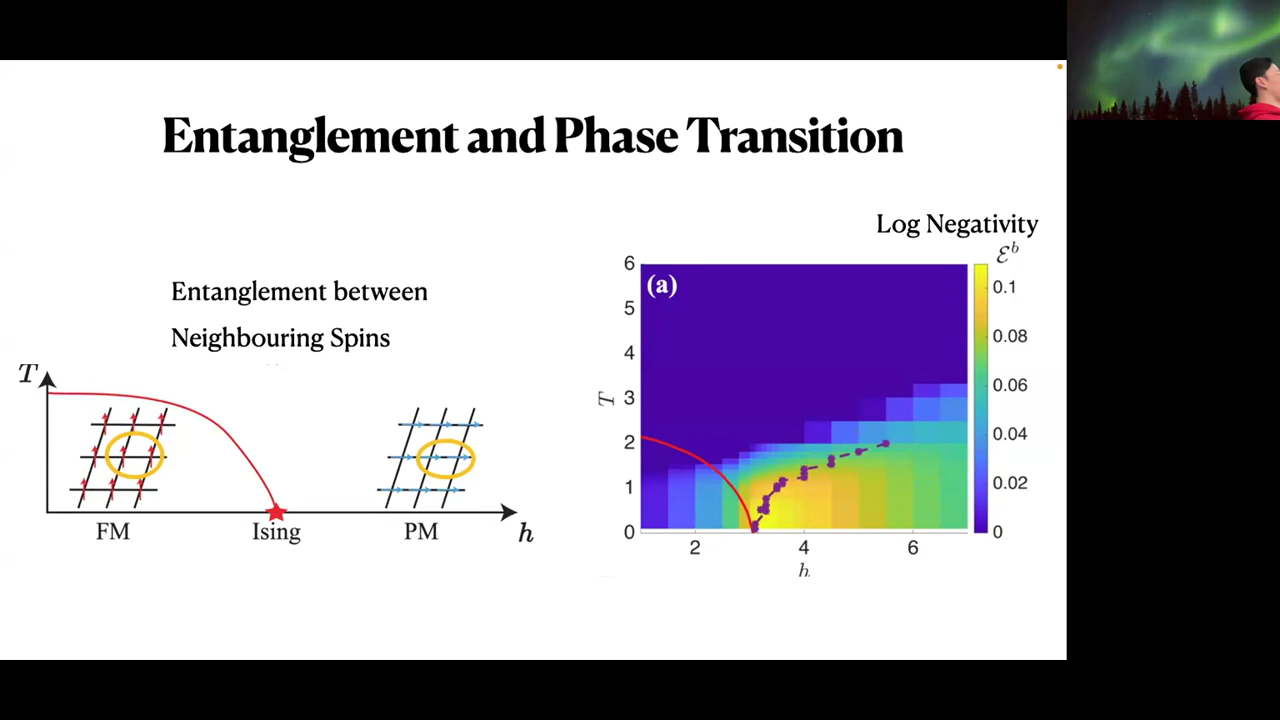 Entanglement and Phase Transition
Entanglement between
Neighbouring Spins
T
FM
Ising
PM
h
Log Negativity
ℰᵇ
(a)
6
5
4
3
2
1
0
T
2
4
6
h
0.1
0.08
0.06
0.04
0.02
0